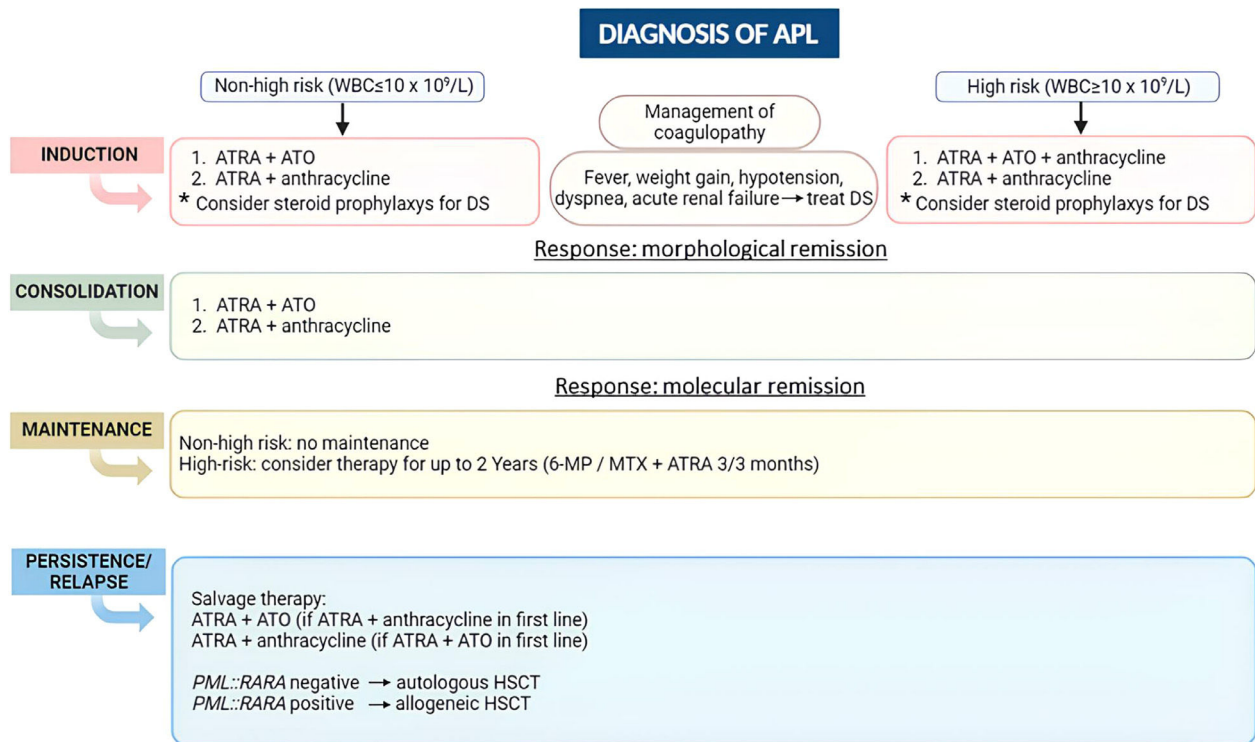 DIAGNOSIS OF APL
Non-high risk (WBC≤10 x 10⁹/L)
Management of
coagulopathy
High risk (WBC≥10 x 10⁹/L)
INDUCTION
1. ATRA + ATO
2. ATRA + anthracycline
* Consider steroid prophylaxys for DS
Fever, weight gain, hypotension,
dyspnea, acute renal failure → treat DS
1. ATRA + ATO + anthracycline
2. ATRA + anthracycline
* Consider steroid prophylaxys for DS
Response: morphological remission
CONSOLIDATION
1. ATRA + ATO
2. ATRA + anthracycline
Response: molecular remission
MAINTENANCE
Non-high risk: no maintenance
High-risk: consider therapy for up to 2 Years (6-MP / MTX + ATRA 3/3 months)
PERSISTENCE/
RELAPSE
Salvage therapy:
ATRA + ATO (if ATRA + anthracycline in first line)
ATRA + anthracycline (if ATRA + ATO in first line)
PML::RARA negative → autologous HSCT
PML::RARA positive → allogeneic HSCT